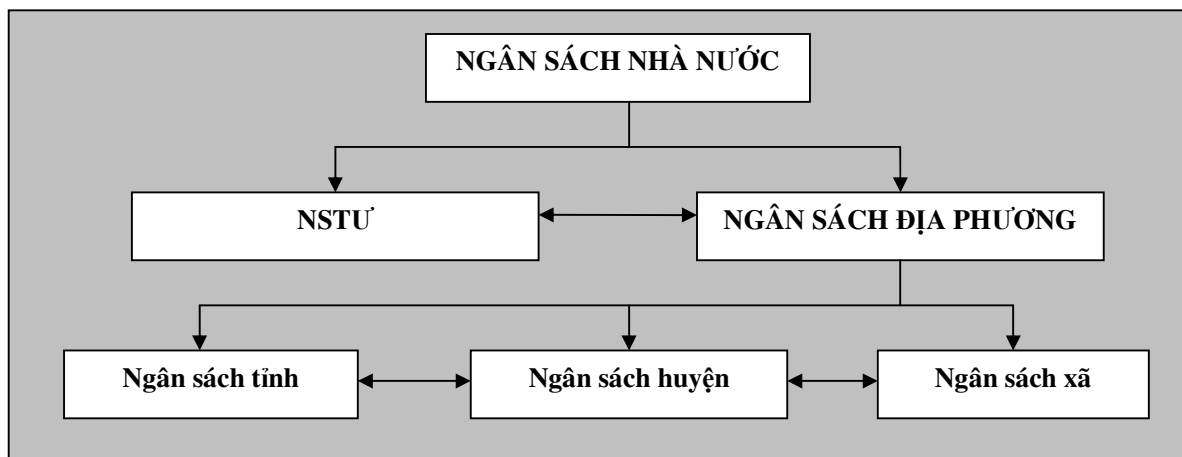 NGÂN SÁCH NHÀ NƯỚC
NSTƯ
NGÂN SÁCH ĐỊA PHƯƠNG
Ngân sách tỉnh
Ngân sách huyện
Ngân sách xã